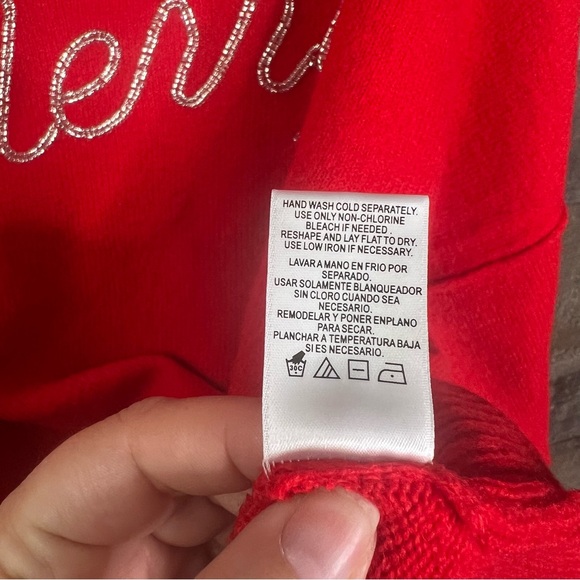 HAND WASH COLD SEPARATELY.
USE ONLY NON-CHLORINE
BLEACH IF NEEDED .
RESHAPE AND LAY FLAT TO DRY.
USE LOW IRON IF NECESSARY.
LAVAR A MANO EN FRIO POR
SEPARADO.
USAR SOLAMENTE BLANQUEADOR
SIN CLORO CUANDO SEA
NECESARIO.
REMODELAR Y PONER ENPLANO
PARA SECAR.
PLANCHAR A TEMPERATURA BAJA
SI ES NECESARIO.
30C